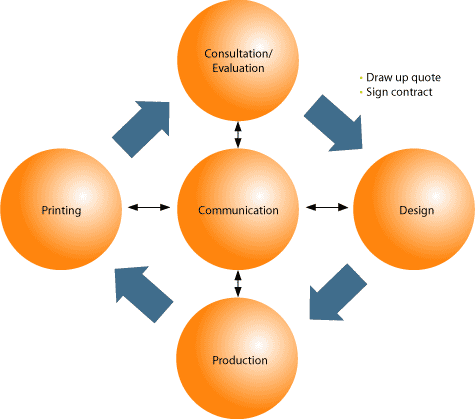 Consultation/
Evaluation
• Draw up quote
• Sign contract
Printing
Communication
Design
Production